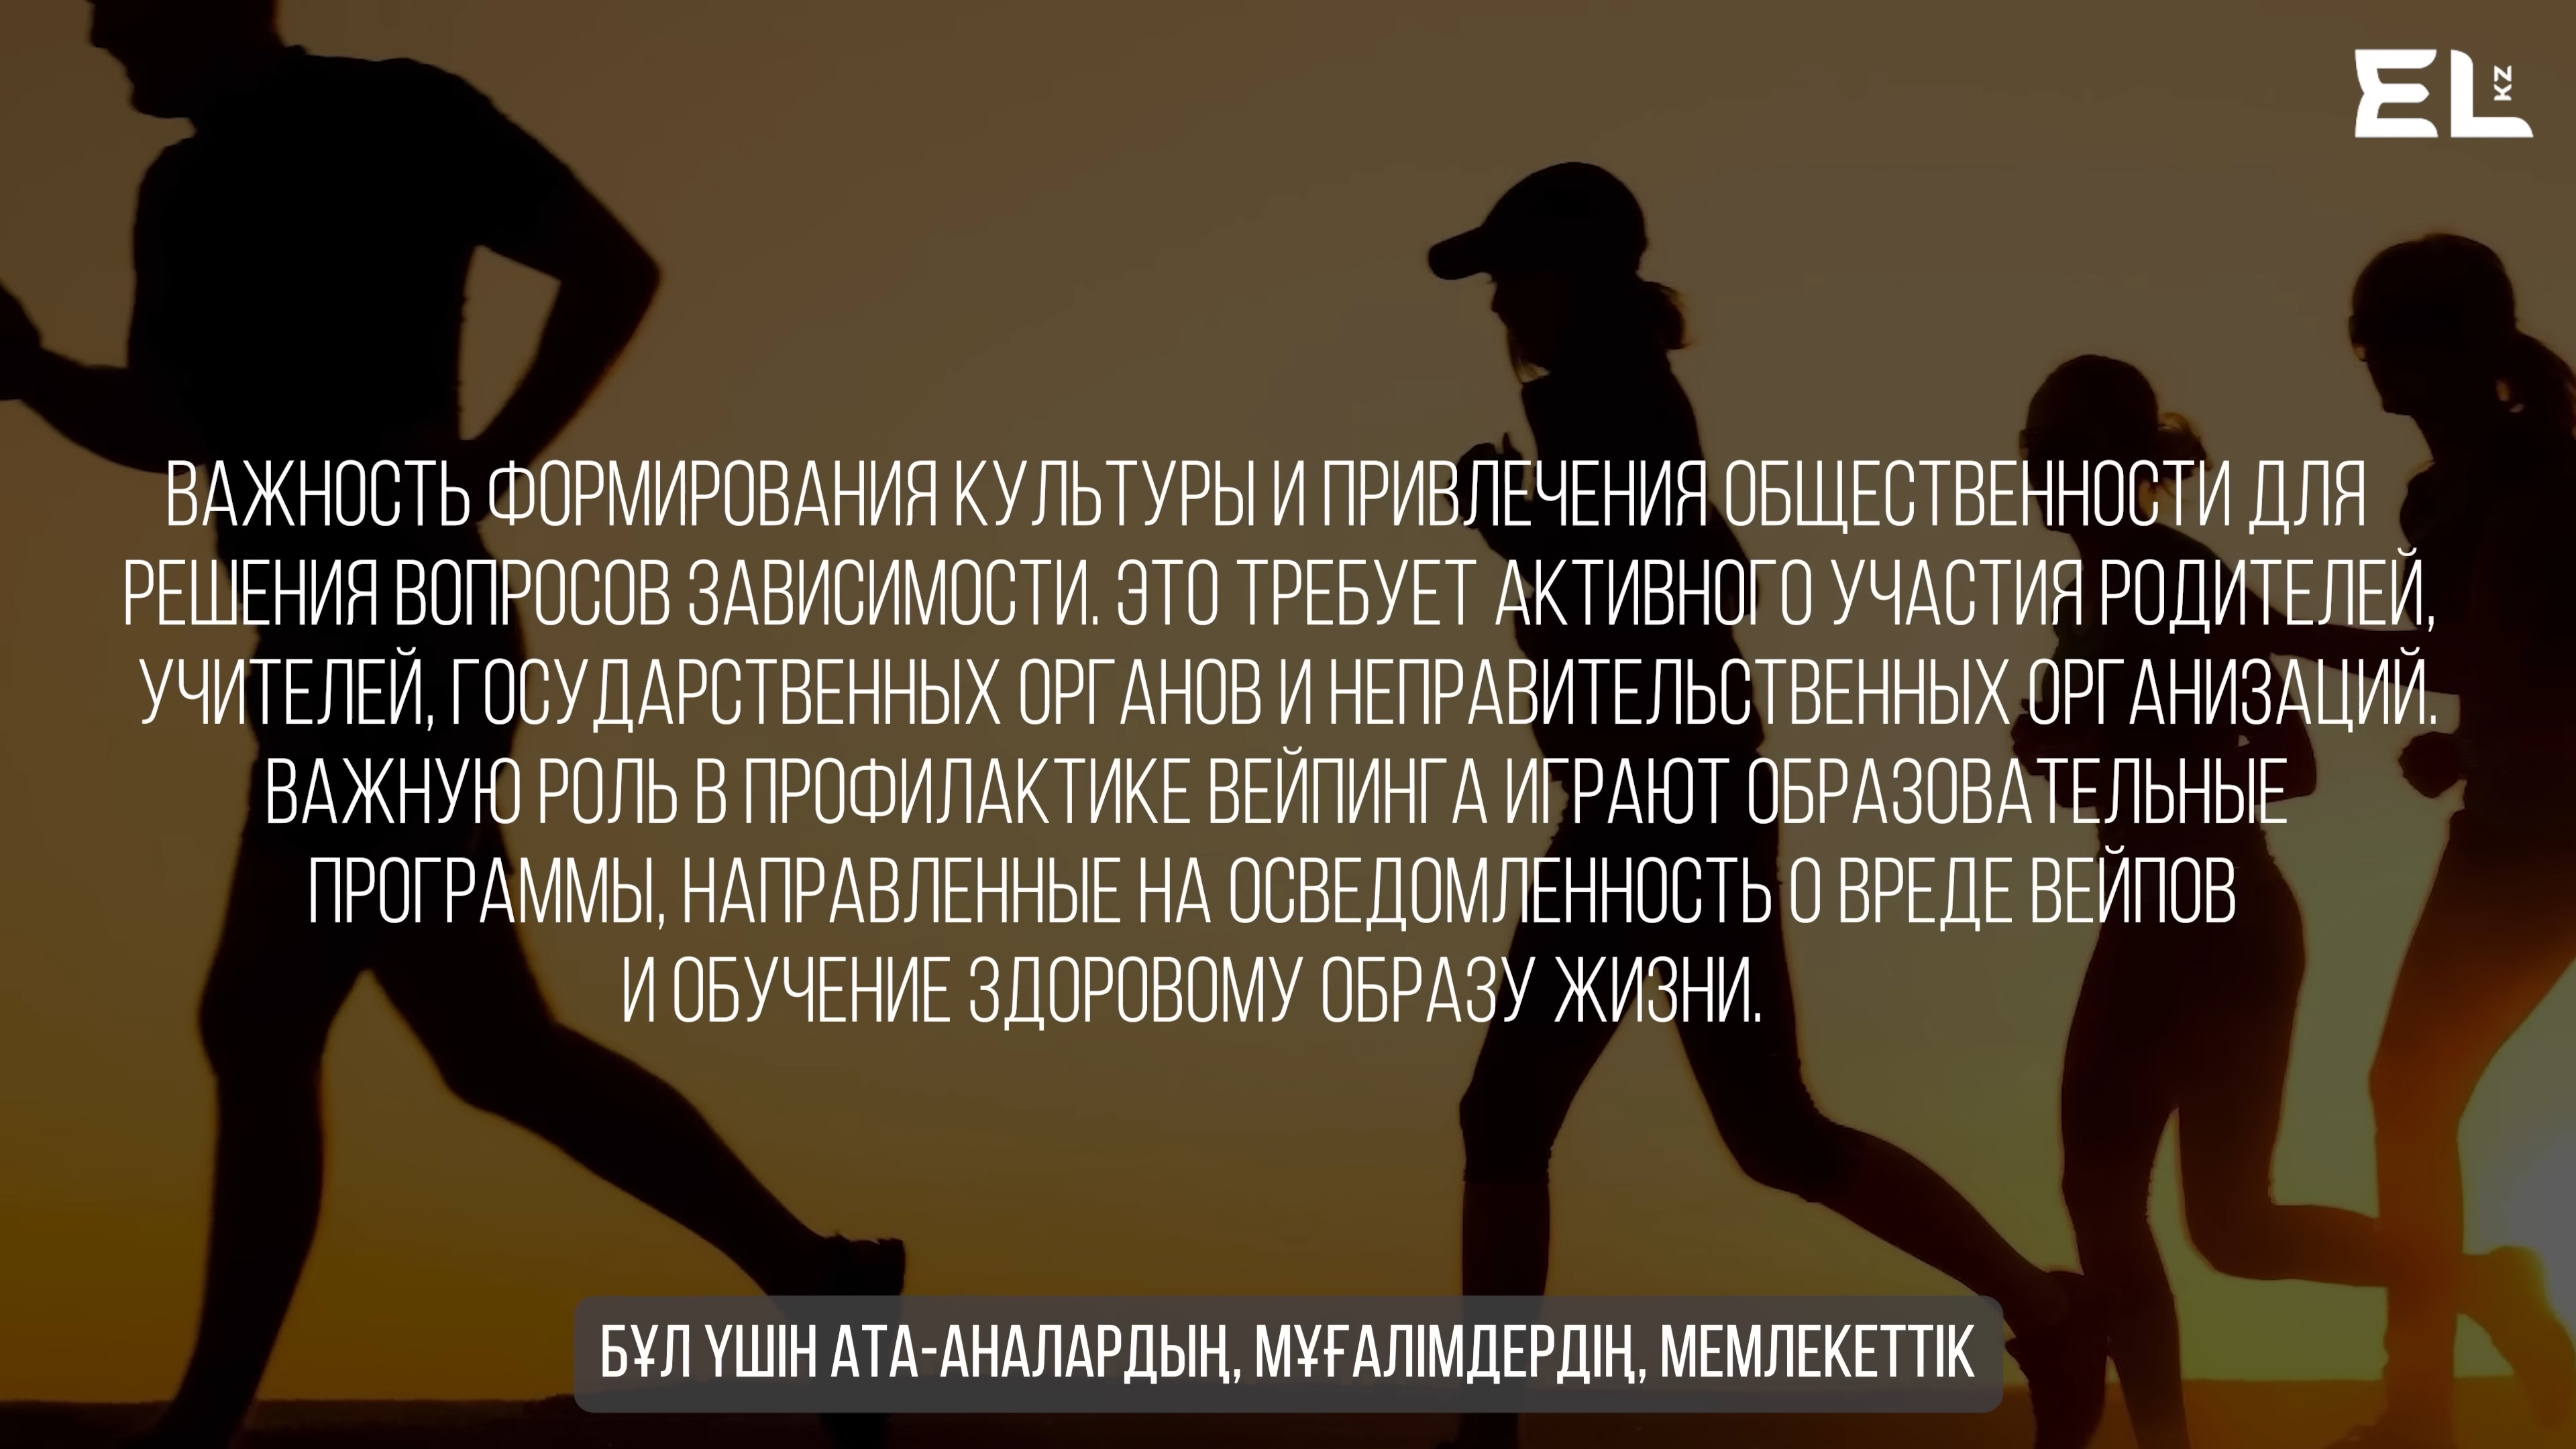 EL KZ
ВАЖНОСТЬ ФОРМИРОВАНИЯ КУЛЬТУРЫ И ПРИВЛЕЧЕНИЯ ОБЩЕСТВЕННОСТИ ДЛЯ
РЕШЕНИЯ ВОПРОСОВ ЗАВИСИМОСТИ. ЭТО ТРЕБУЕТ АКТИВНОГО УЧАСТИЯ РОДИТЕЛЕЙ,
УЧИТЕЛЕЙ, ГОСУДАРСТВЕННЫХ ОРГАНОВ И НЕПРАВИТЕЛЬСТВЕННЫХ ОРГАНИЗАЦИЙ.
ВАЖНУЮ РОЛЬ В ПРОФИЛАКТИКЕ ВЕЙПИНГА ИГРАЮТ ОБРАЗОВАТЕЛЬНЫЕ
ПРОГРАММЫ, НАПРАВЛЕННЫЕ НА ОСВЕДОМЛЕННОСТЬ О ВРЕДЕ ВЕЙПОВ
И ОБУЧЕНИЕ ЗДОРОВОМУ ОБРАЗУ ЖИЗНИ.
БҰЛ ҮШІН АТА-АНАЛАРДЫҢ, МҰҒАЛІМДЕРДІҢ, МЕМЛЕКЕТТІК